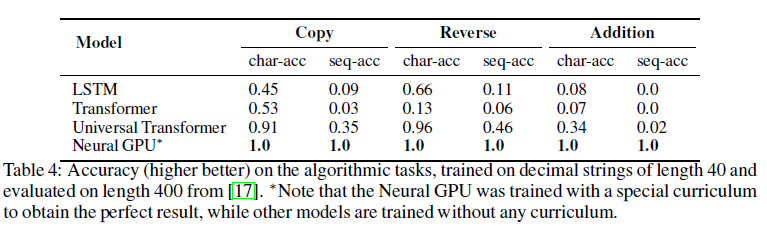 Model Copy Reverse Addition
char-acc seq-acc char-acc seq-acc char-acc seq-acc
LSTM 0.45 0.09 0.66 0.11 0.08 0.0
Transformer 0.53 0.03 0.13 0.06 0.07 0.0
Universal Transformer 0.91 0.35 0.96 0.46 0.34 0.02
Neural GPU* 1.0 1.0 1.0 1.0 1.0 1.0
Table 4: Accuracy (higher better) on the algorithmic tasks, trained on decimal strings of length 40 and
evaluated on length 400 from [17]. *Note that the Neural GPU was trained with a special curriculum
to obtain the perfect result, while other models are trained without any curriculum.